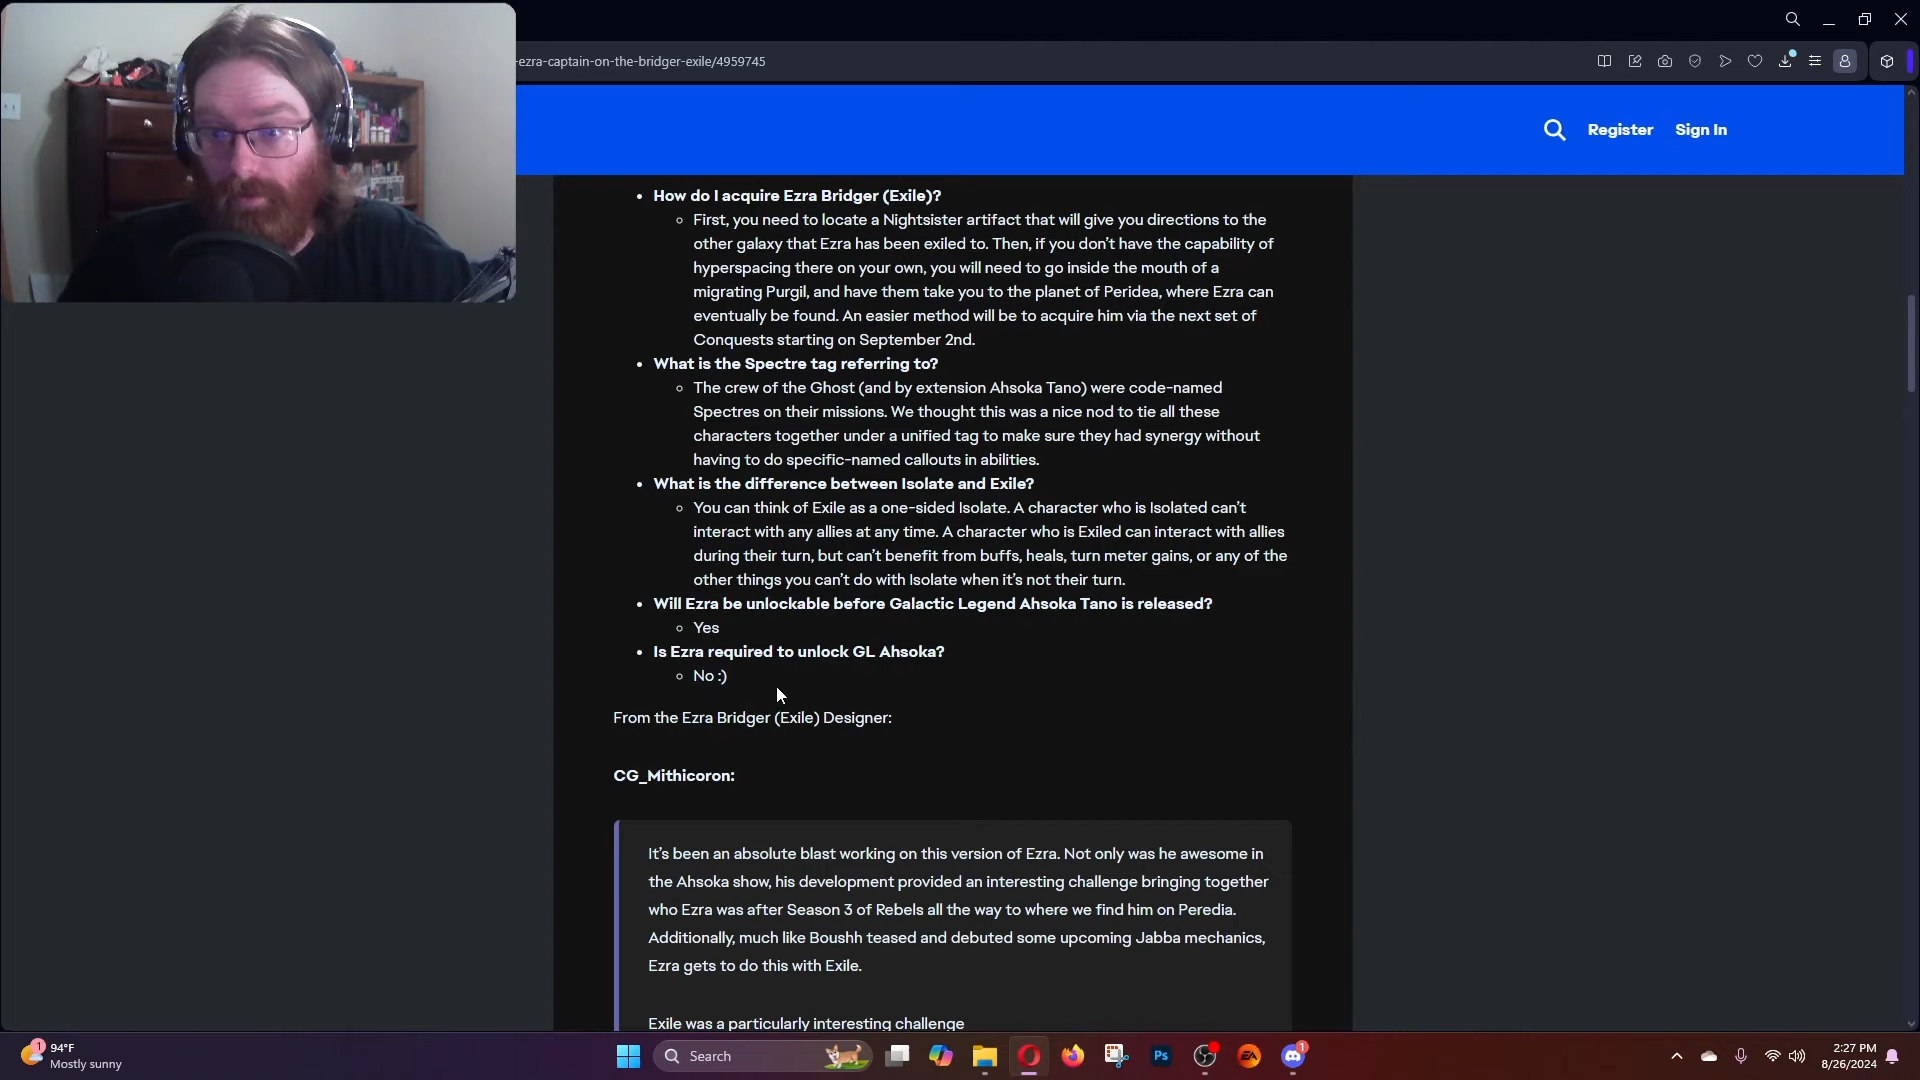 -ezra-captain-on-the-bridger-exile/4959745
Register
Sign In
How do I acquire Ezra Bridger (Exile)?
First, you need to locate a Nightsister artifact that will give you directions to the
other galaxy that Ezra has been exiled to. Then, if you don't have the capability of
hyperspacing there on your own, you will need to go inside the mouth of a
migrating Purgil, and have them take you to the planet of Peridea, where Ezra can
eventually be found. An easier method will be to acquire him via the next set of
Conquests starting on September 2nd.
What is the Spectre tag referring to?
The crew of the Ghost (and by extension Ahsoka Tano) were code-named
Spectres on their missions. We thought this was a nice nod to tie all these
characters together under a unified tag to make sure they had synergy without
having to do specific-named callouts in abilities.
What is the difference between Isolate and Exile?
You can think of Exile as a one-sided Isolate. A character who is Isolated can't
interact with any allies at any time. A character who is Exiled can interact with allies
during their turn, but can't benefit from buffs, heals, turn meter gains, or any of the
other things you can't do with Isolate when it's not their turn.
Will Ezra be unlockable before Galactic Legend Ahsoka Tano is released?
Yes
Is Ezra required to unlock GL Ahsoka?
No :)
From the Ezra Bridger (Exile) Designer:
CG_Mithicoron:
It's been an absolute blast working on this version of Ezra. Not only was he awesome in
the Ahsoka show, his development provided an interesting challenge bringing together
who Ezra was after Season 3 of Rebels all the way to where we find him on Peredia.
Additionally, much like Boushh teased and debuted some upcoming Jabba mechanics,
Ezra gets to do this with Exile.
Exile was a particularly interesting challenge
1
94°F
Mostly sunny
Search
Ps
EA
1
2:27 PM
8/26/2024